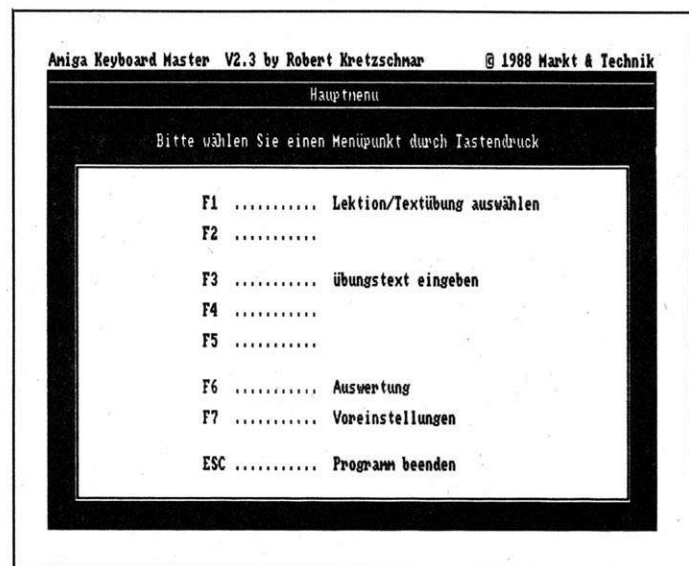 Amiga Keyboard Master V2.3 by Robert Kretzschmar © 1988 Markt & Technik
Hauptmenu
Bitte wählen Sie einen Menüpunkt durch Tastendruck
F1 ........... Lektion/Textübung auswählen
F2 ...........
F3 ........... übungstext eingeben
F4 ...........
F5 ...........
F6 ........... Auswertung
F7 ........... Voreinstellungen
ESC ........... Programm beenden